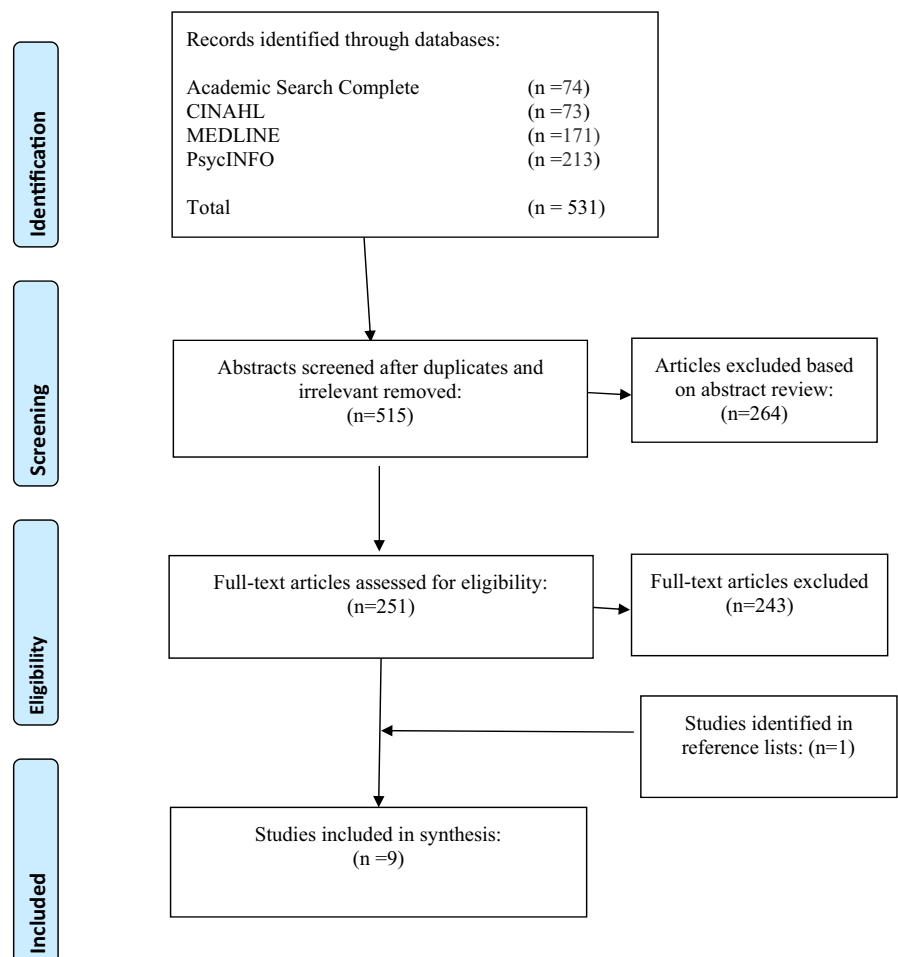 Identification
Records identified through databases:
Academic Search Complete (n =74)
CINAHL (n =73)
MEDLINE (n =171)
PsycINFO (n =213)
Total (n = 531)
Screening
Abstracts screened after duplicates and
irrelevant removed:
(n=515)
Articles excluded based
on abstract review:
(n=264)
Eligibility
Full-text articles assessed for eligibility:
(n=251)
Full-text articles excluded
(n=243)
Studies identified in
reference lists: (n=1)
Included
Studies included in synthesis:
(n =9)